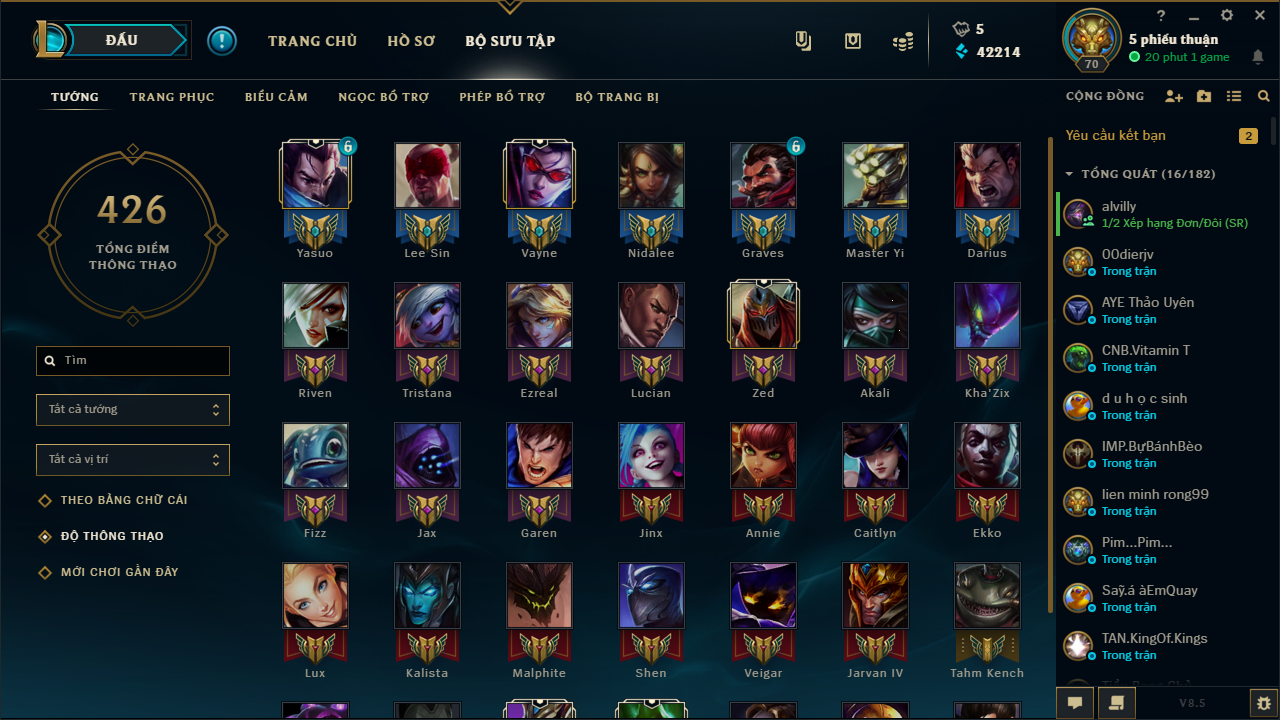 ĐẤU
TRANG CHỦ
HỒ SƠ
BỘ SƯU TẬP
5
42214
70
5 phiếu thuận
20 phut 1 game
TƯỚNG
TRANG PHỤC
BIỂU CẢM
NGỌC BỔ TRỢ
PHÉP BỔ TRỢ
BỘ TRANG BỊ
CỘNG ĐỒNG
426
TỔNG ĐIỂM
THÔNG THẠO
Tìm
Tất cả tướng
Tất cả vị trí
THEO BẢNG CHỮ CÁI
ĐỘ THÔNG THẠO
MỚI CHƠI GẦN ĐÂY
6
6
Yasuo
Lee Sin
Vayne
Nidalee
Graves
Master Yi
Darius
Riven
Tristana
Ezreal
Lucian
Zed
Akali
Kha'Zix
Fizz
Jax
Garen
Jinx
Annie
Caitlyn
Ekko
Lux
Kalista
Malphite
Shen
Veigar
Jarvan IV
Tahm Kench
Yêu cầu kết bạn
2
TỔNG QUÁT (16/182)
alvilly
1/2 Xếp hạng Đơn/Đôi (SR)
00dierjv
Trong trận
AYE Thảo Uyên
Trong trận
CNB.Vitamin T
Trong trận
d u h ọ c sinh
Trong trận
IMP.BựBánhBèo
Trong trận
lien minh rong99
Trong trận
Pim...Pim...
Trong trận
Saỹ.á àEmQuay
Trong trận
TAN.KingOf.Kings
Trong trận
V8.5